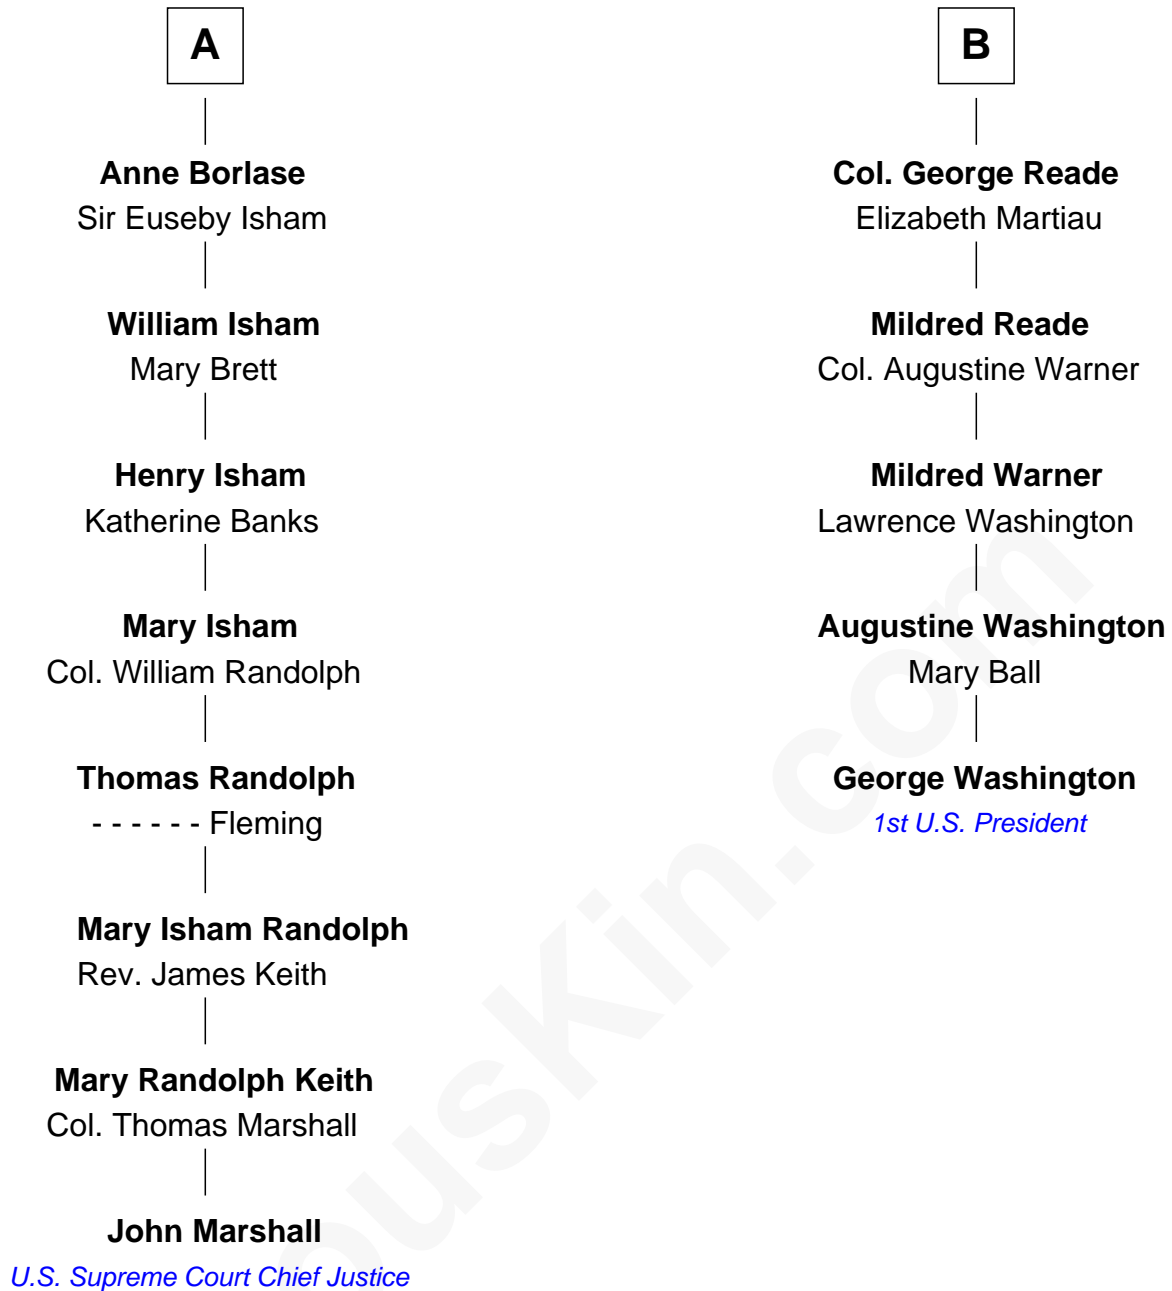 A
Anne Borlase
Sir Euseby Isham
William Isham
Mary Brett
Henry Isham
Katherine Banks
Mary Isham
Col. William Randolph
Thomas Randolph
- - - - - - Fleming
Mary Isham Randolph
Rev. James Keith
Mary Randolph Keith
Col. Thomas Marshall
John Marshall
U.S. Supreme Court Chief Justice
B
Col. George Reade
Elizabeth Martiau
Mildred Reade
Col. Augustine Warner
Mildred Warner
Lawrence Washington
Augustine Washington
Mary Ball
George Washington
1st U.S. President
ousKin.com